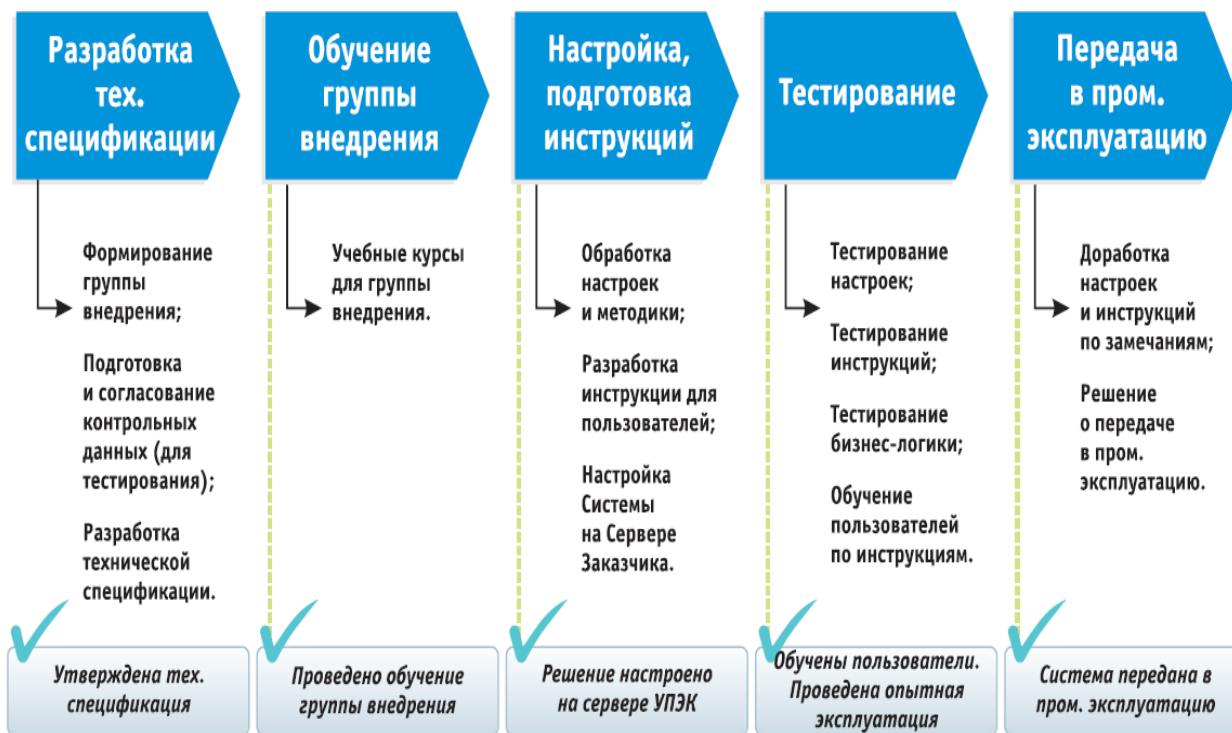 Разработка
тех.
спецификации
Обучение
группы
внедрения
Настройка,
подготовка
инструкций
Тестирование
Передача
в пром.
эксплуатацию
Формирование
группы
внедрения;
Подготовка
и согласование
контрольных
данных (для
тестирования);
Разработка
технической
спецификации.
Учебные курсы
для группы
внедрения.
Обработка
настроек
и методики;
Разработка
инструкции для
пользователей;
Настройка
Системы
на Сервере
Заказчика.
Тестирование
настроек;
Тестирование
инструкций;
Тестирование
бизнес-логики;
Обучение
пользователей
по инструкциям.
Доработка
настроек
и инструкций
по замечаниям;
Решение
о передаче
в пром.
эксплуатацию.
Утверждена тех.
спецификация
Проведено обучение
группы внедрения
Решение настроено
на сервере УПЭК
Обучены пользователи.
Проведена опытная
эксплуатация
Система передана в
пром. эксплуатацию